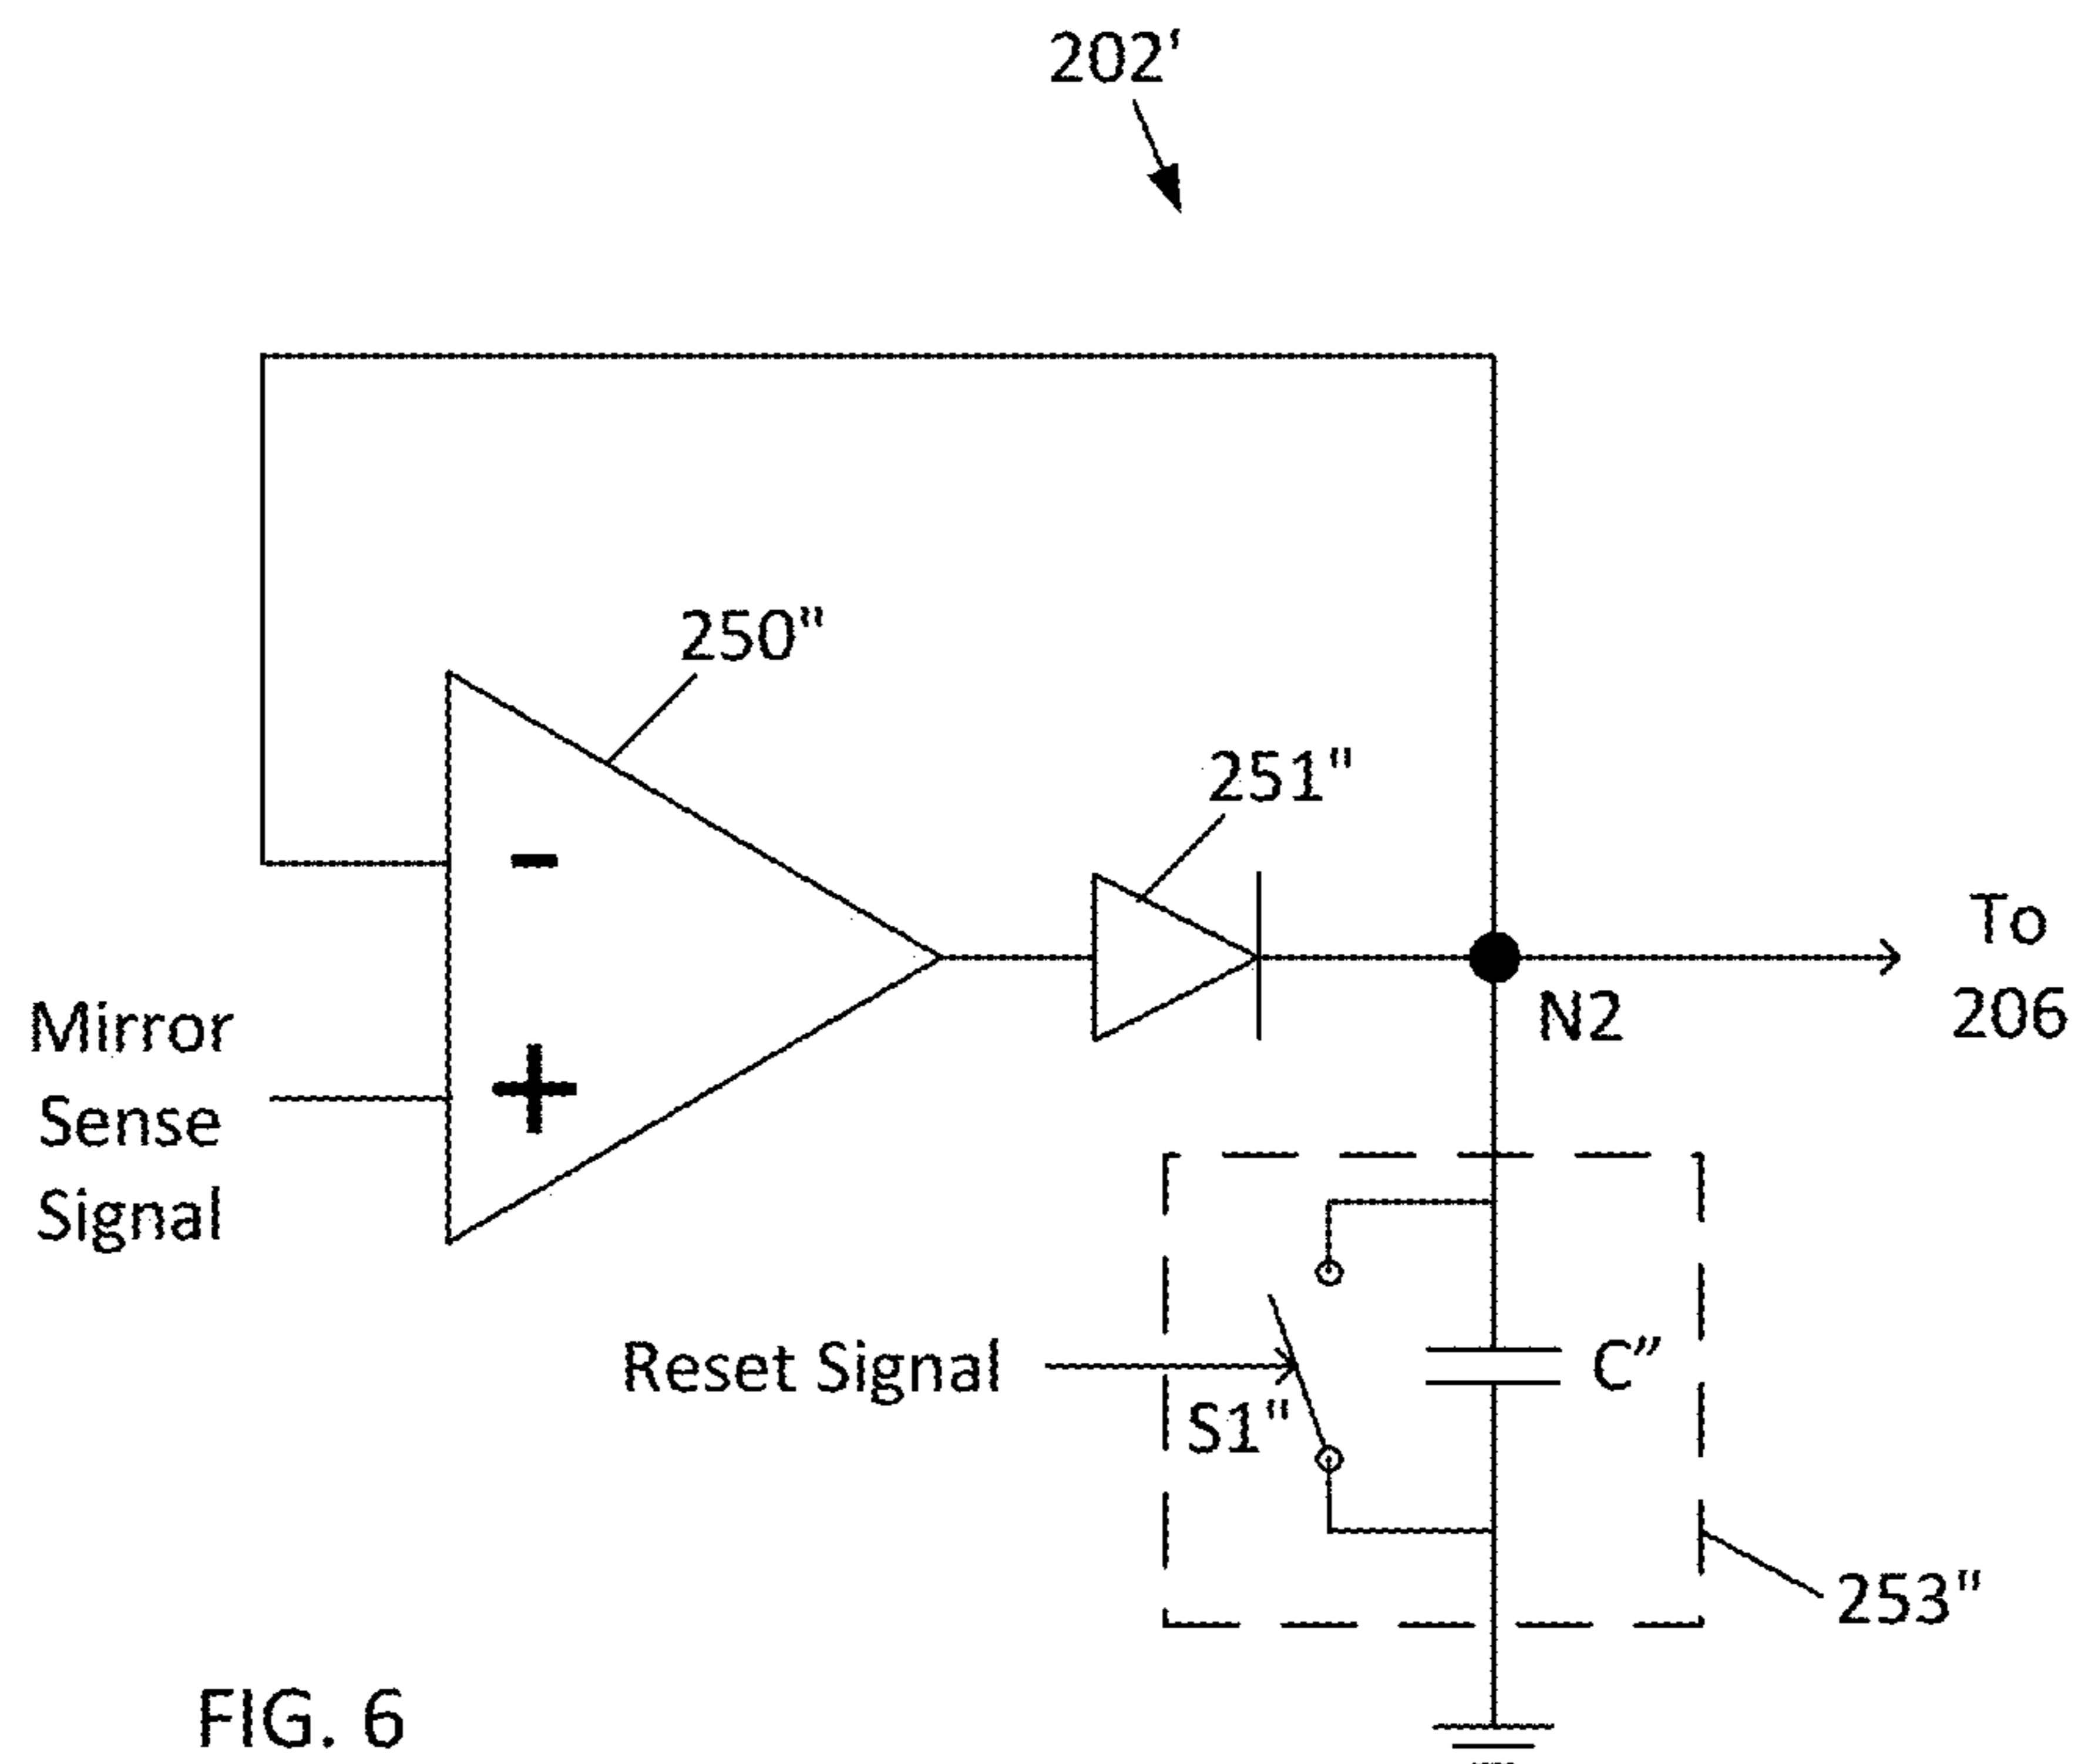 202'
250"
251"
-
+
Mirror
Sense
Signal
To
206
N2
Reset Signal
S1"
C”
253"
FIG. 6